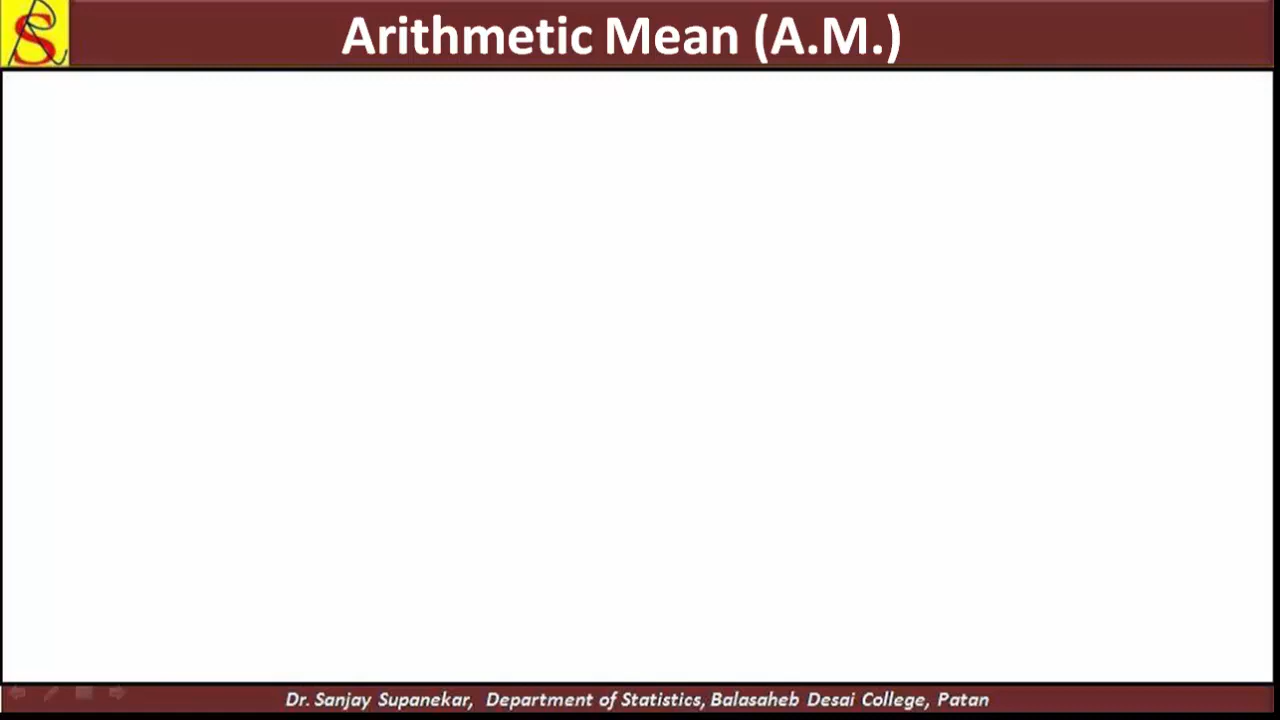 Arithmetic Mean (A.M.)
Dr. Sanjay Supanekar, Department of Statistics, Balasaheb Desai College, Patan